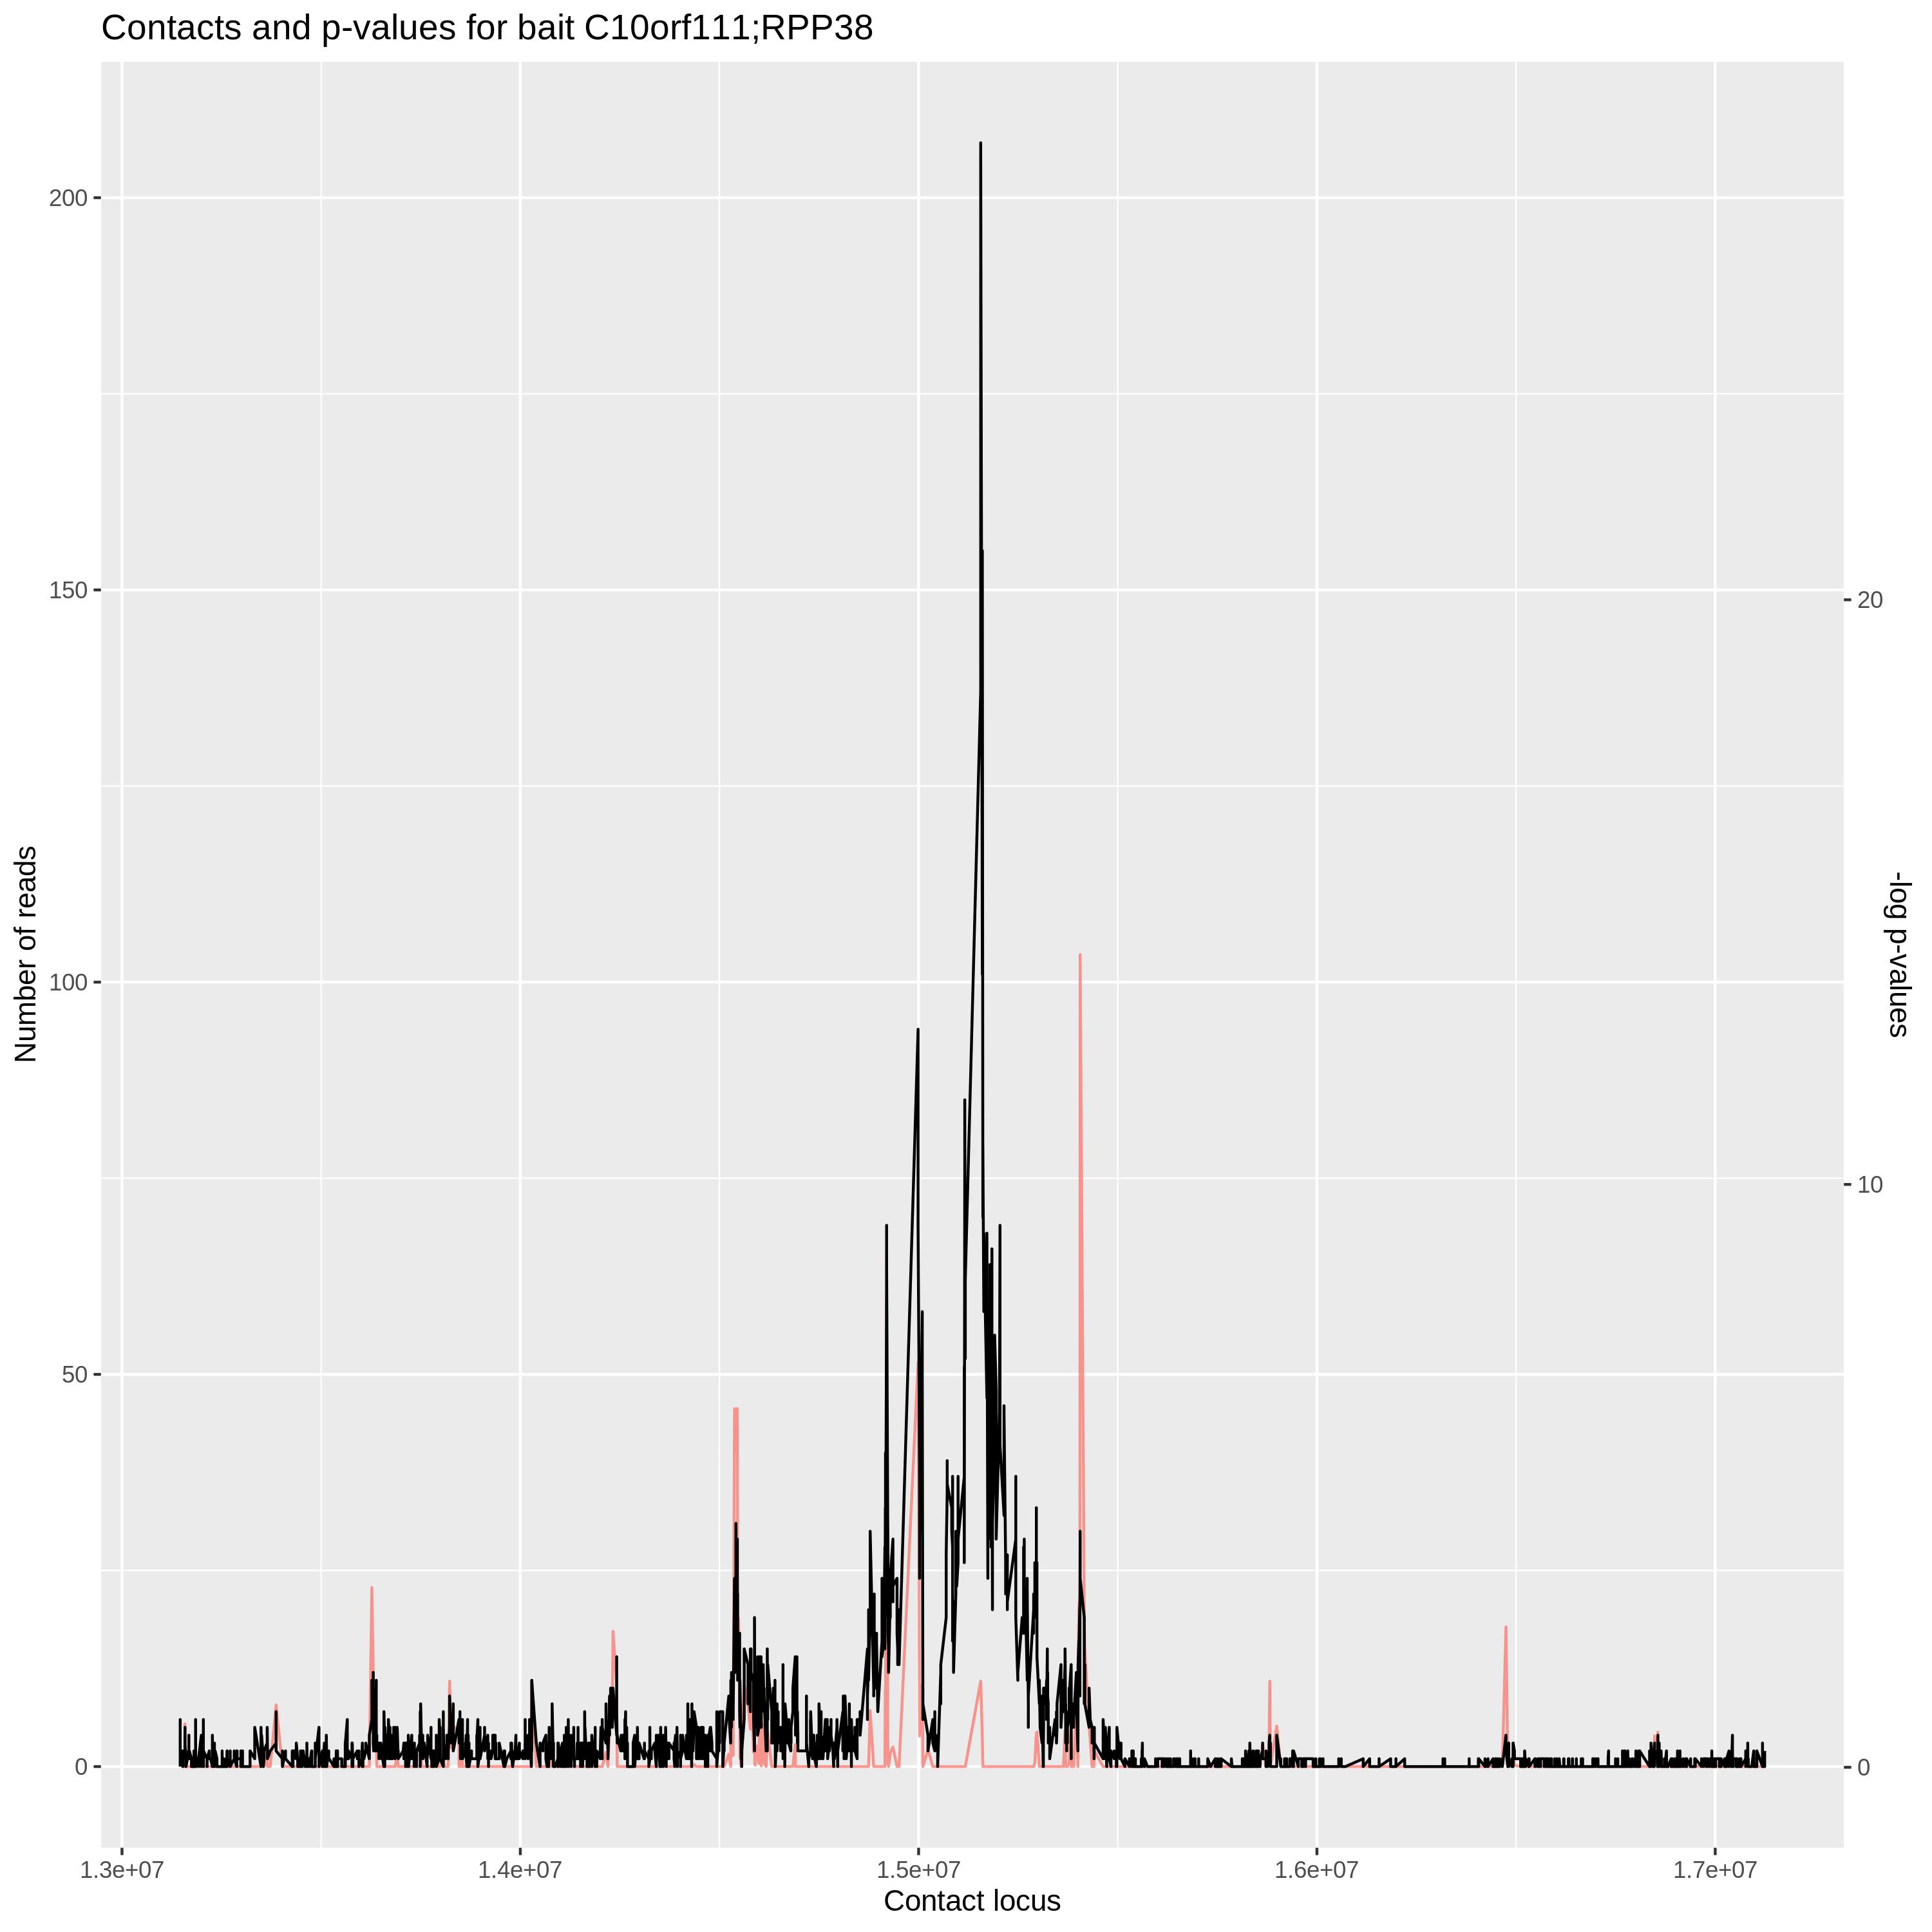 Contacts and p-values for bait C10orf111;RPP38
200
150
100
50
0
Number of reads
20
10
0
-log p-values
1.3e+07
1.4e+07
1.5e+07
1.6e+07
1.7e+07
Contact locus